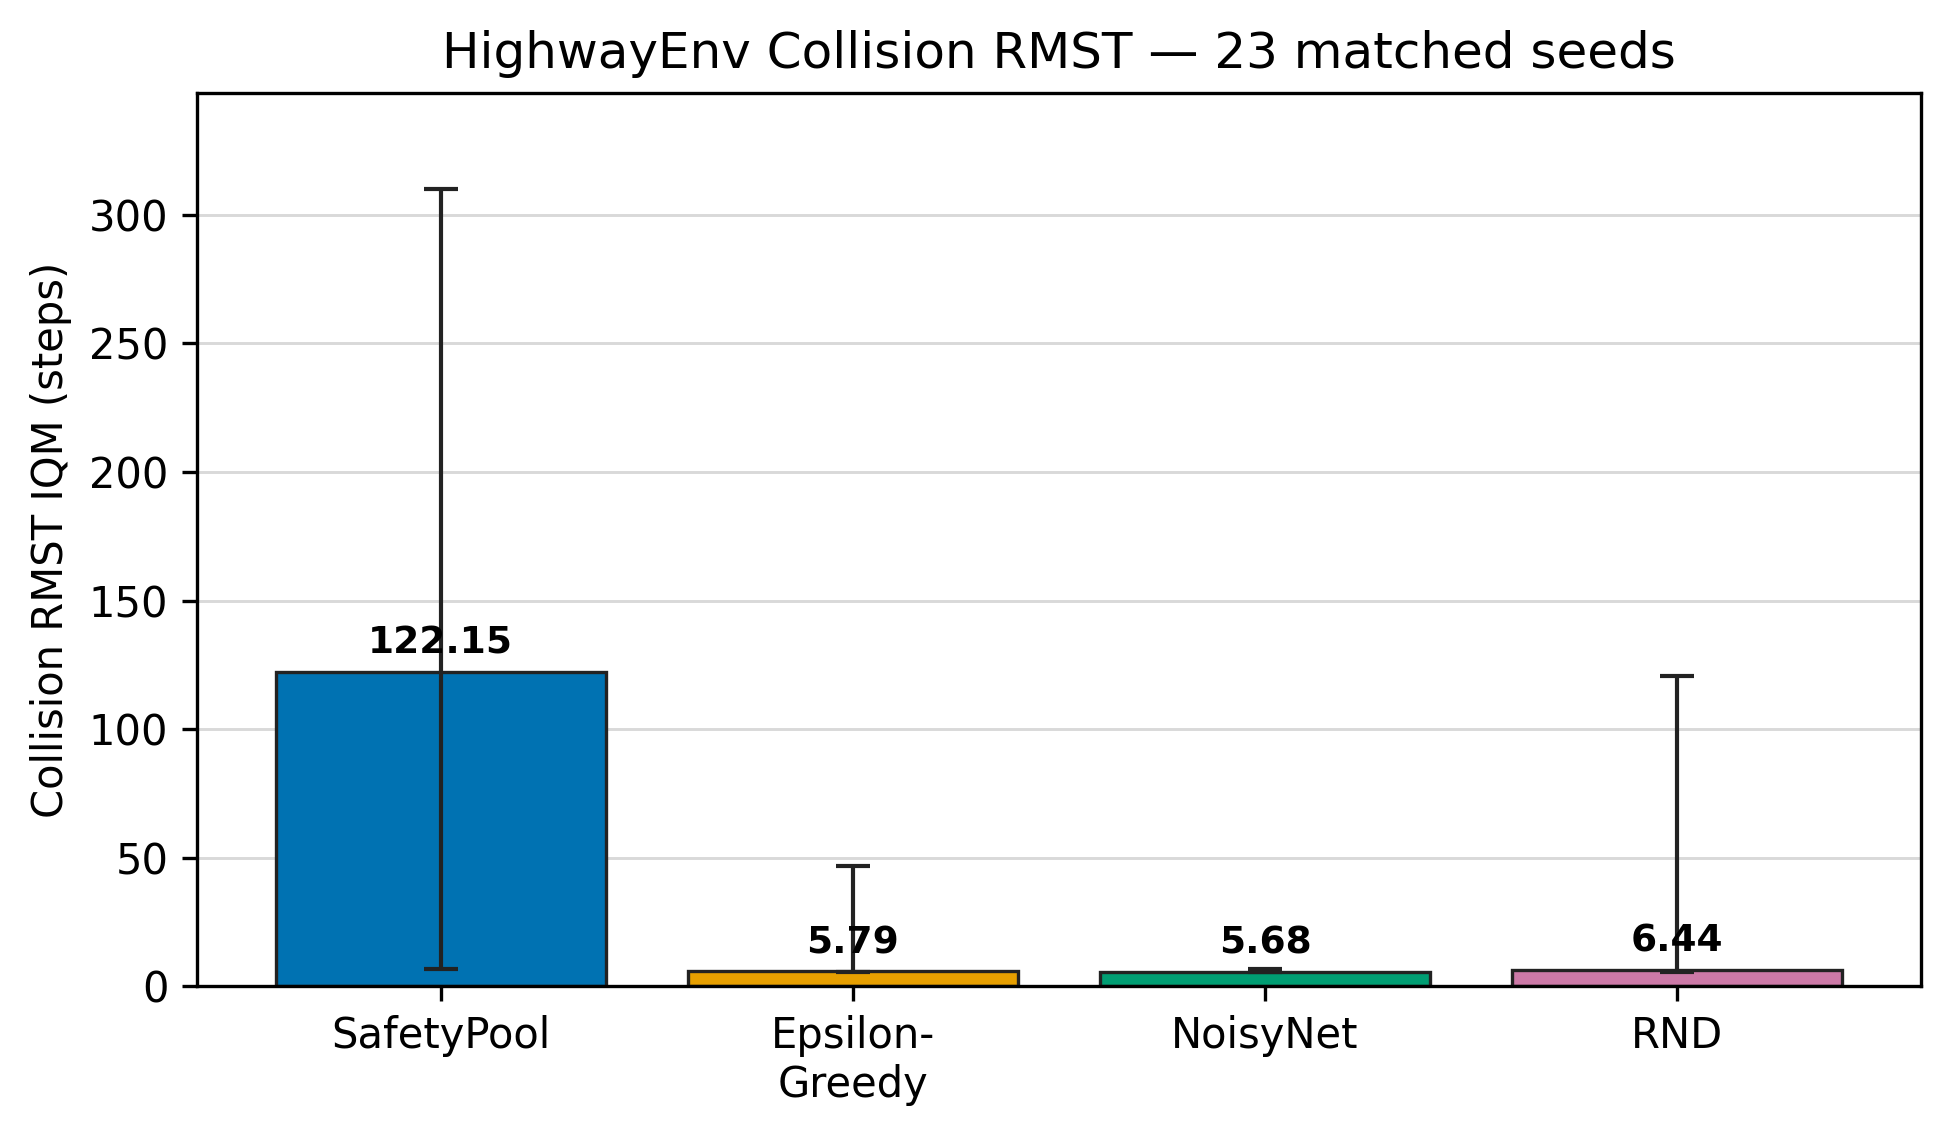 HighwayEnv Collision RMST — 23 matched seeds
Collision RMST IQM (steps)
300
250
200
150
100
50
0
122.15
5.79
5.68
6.44
SafetyPool
Epsilon-
Greedy
NoisyNet
RND